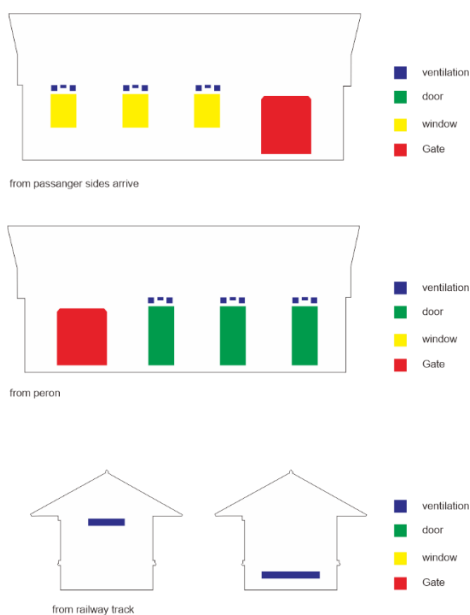 ventilation
door
window
Gate
from passanger sides arrive
ventilation
door
window
Gate
from peron
ventilation
door
window
Gate
from railway track